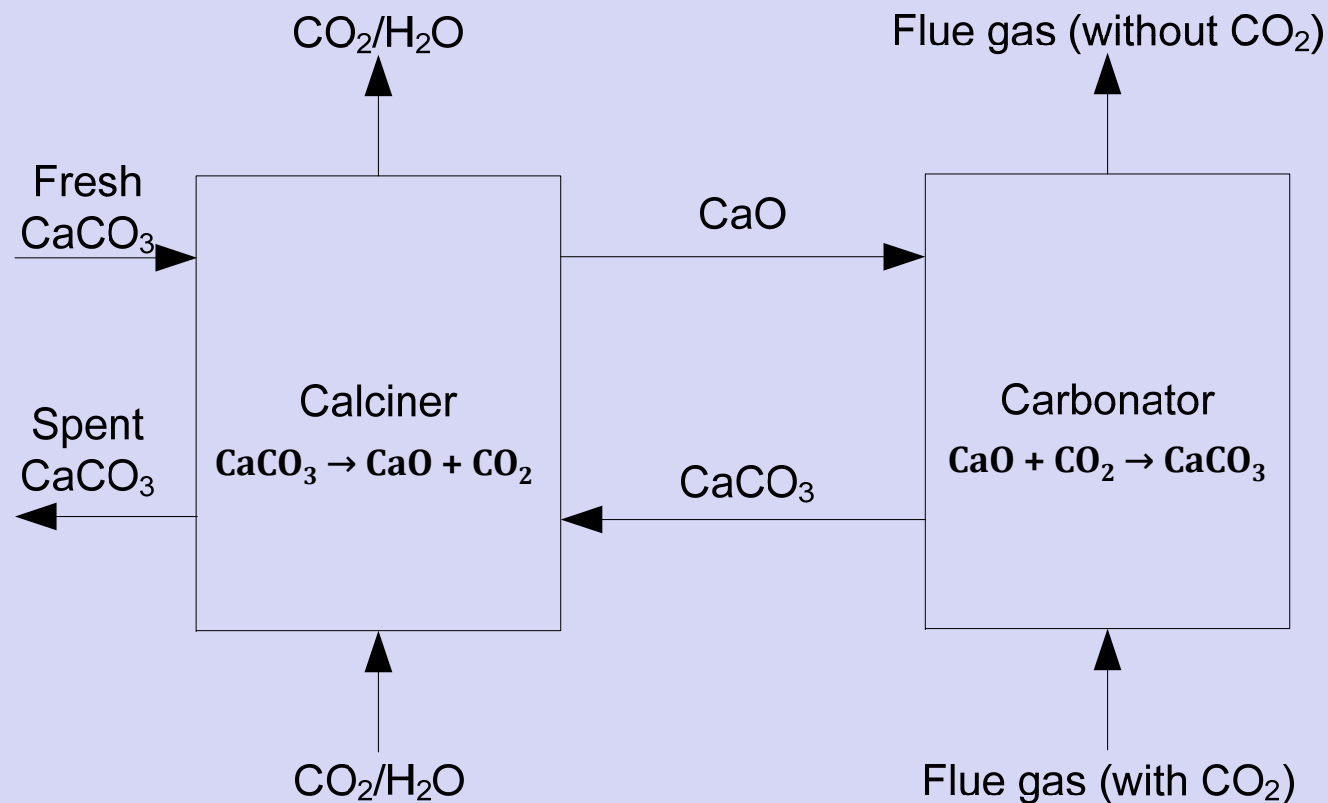 CO₂/H₂O
Flue gas (without CO₂)
Fresh
CaCO₃
CaO
Calciner
CaCO₃ → CaO + CO₂
Carbonator
CaO + CO₂ → CaCO₃
Spent
CaCO₃
CaCO₃
CO₂/H₂O
Flue gas (with CO₂)